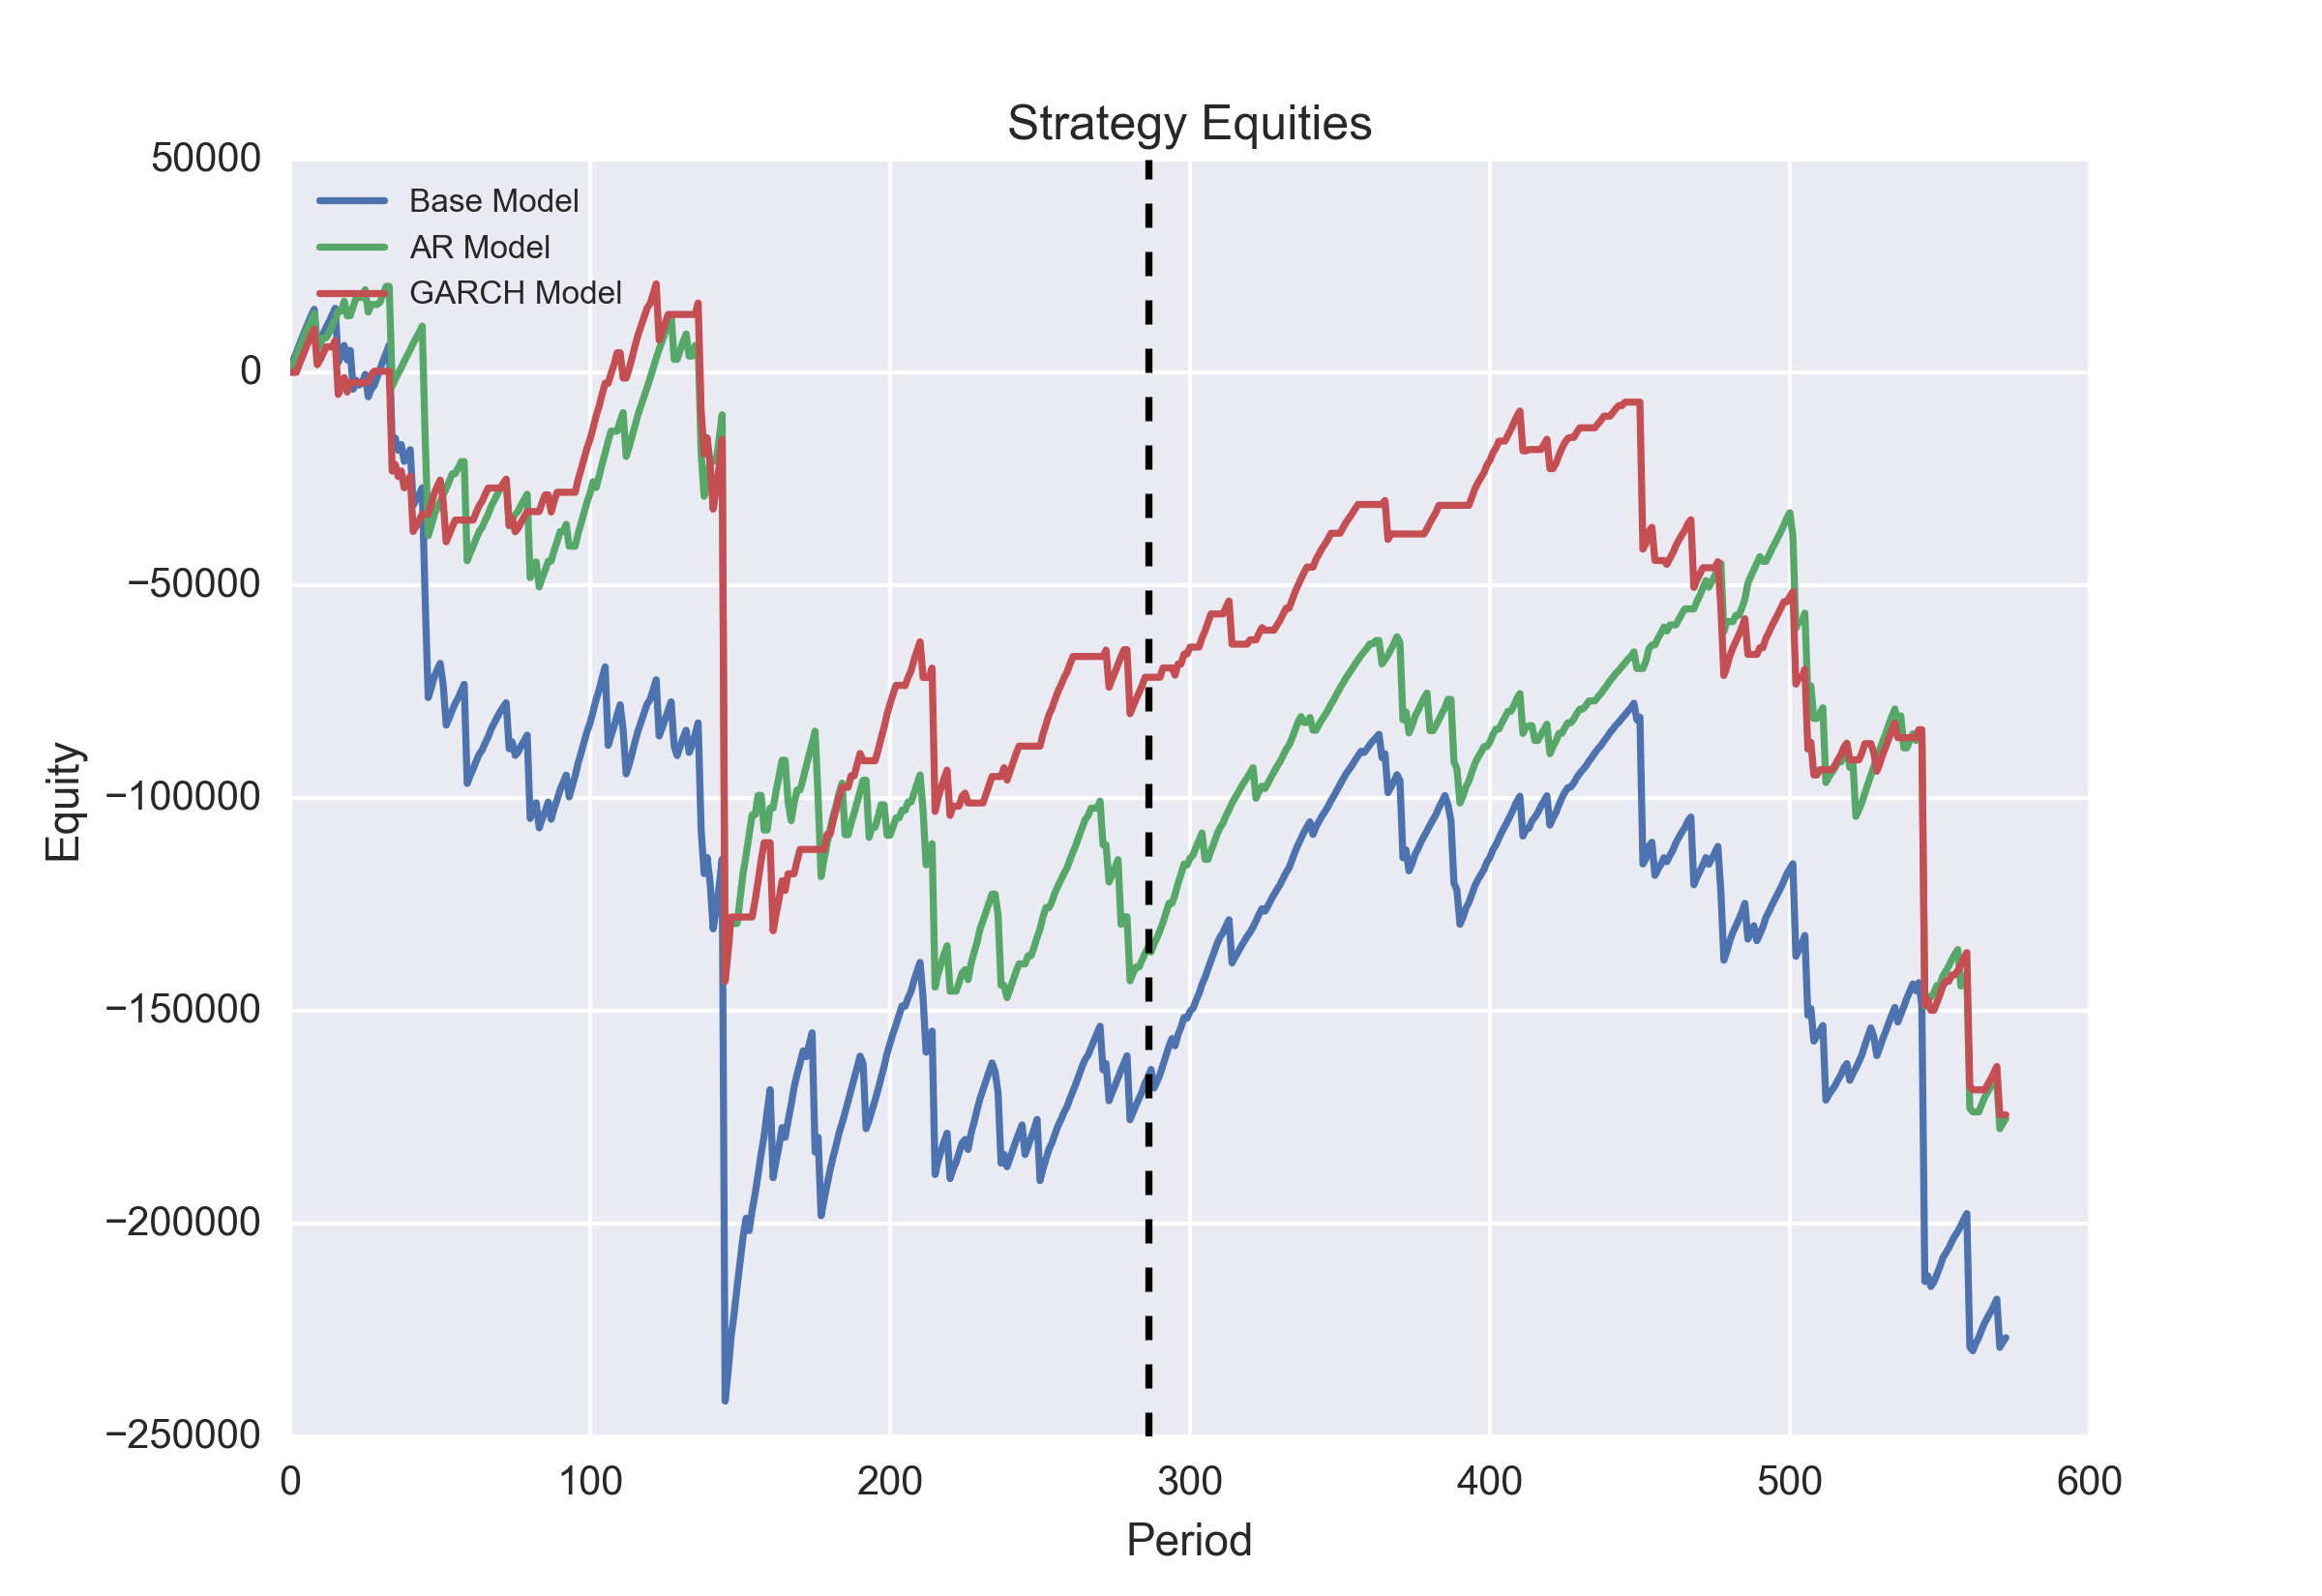 Strategy Equities
Base Model
AR Model
GARCH Model
Equity
50000
0
−50000
−100000
−150000
−200000
−250000
0 100 200 300 400 500 600
Period